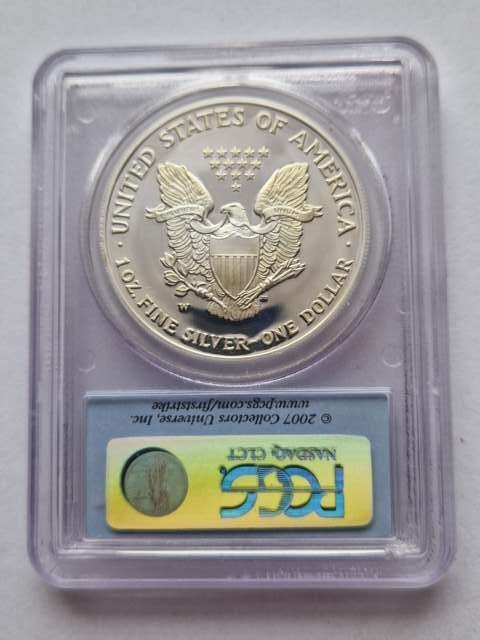 UNITED STATES OF AMERICA
W
1 OZ. FINE SILVER~ONE DOLLAR
© 2007 Collectors Universe, Inc.
www.pcgs.com/firststrike
NASDAQ: CLCT
PCGS